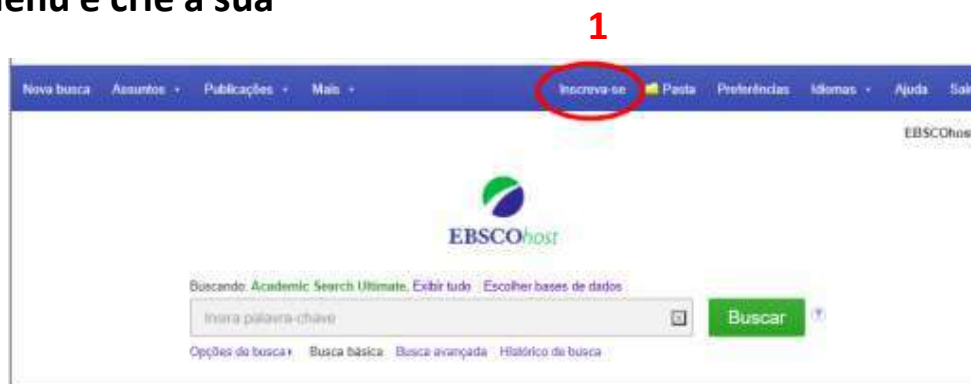 enu e crie a sua
1
Nova busca Assuntos Publicações Mais Inscreva-se Pasta Preferências Idiomas Ajuda Sair
EBSCOhost
EBSCOhost
Buscando: Academic Search Ultimate, Exibir tudo Escolher bases de dados
Insira palavra-chave Buscar ?
Opções de busca Busca básica Busca avançada Histórico de busca